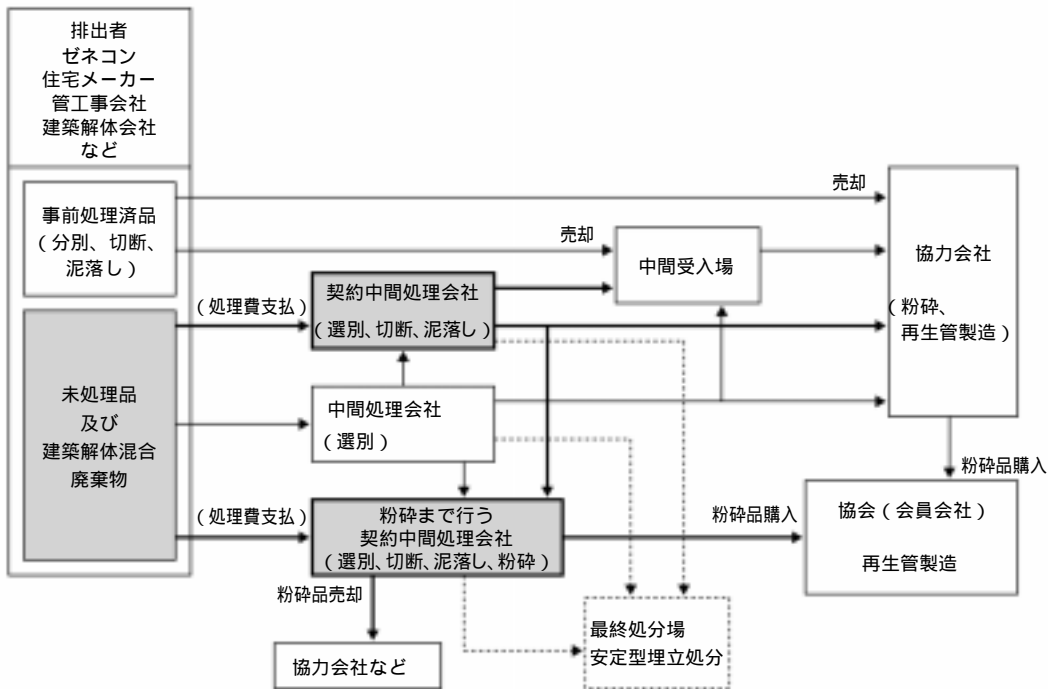 排出者
ゼネコン
住宅メーカー
管工事会社
建築解体会社
など
事前処理済品
(分別、切断、
泥落し)
未処理品
及び
建築解体混合
廃棄物
売却
売却
(処理費支払)
契約中間処理会社
(選別、切断、泥落し)
中間受入場
協力会社
(粉砕、
再生管製造)
中間処理会社
(選別)
(処理費支払)
粉砕まで行う
契約中間処理会社
(選別、切断、泥落し、粉砕)
粉砕品購入
粉砕品購入
協会(会員会社)
再生管製造
粉砕品売却
協力会社など
最終処分場
安定型埋立処分